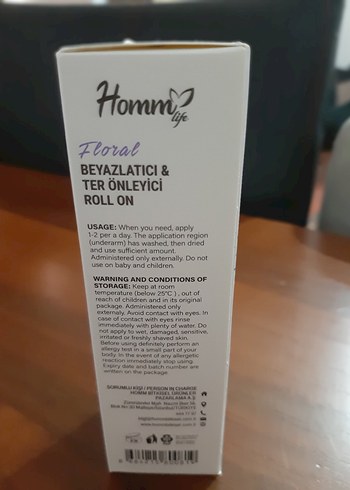 Homm
life
Floral
BEYAZLATICI &
TER ÖNLEYİCİ
ROLL ON
USAGE: When you need, apply
1-2 per a day. The application region
(underarm) has washed, then dried
and use sufficient amount.
Administered only externally. Do not
use on baby and children.
WARNING AND CONDITIONS OF
STORAGE: Keep at room
temperature (below 25°C), out of
reach of children and in its original
package. Administered only
externaly. Avoid contact with eyes. In
case of contact with eyes rinse
immediately with plenty of water. Do
not apply to wet, damaged, sensitive,
irritated or freshly shaved skin.
Before using definitely perform an
allergy test in a small part of your
body. In the event of any allergic
reaction immediately stop using.
Expiry date and batch number are
written on the package.
SORUMLU KİŞİ / PERSON IN CHARGE
HOMM BİTKİSEL ÜRÜNLER
PAZARLAMA A.Ş.